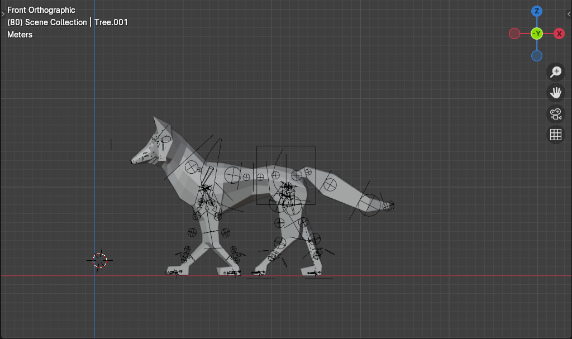 Front Orthographic
(80) Scene Collection | Tree.001
Meters
Z
X
-Y